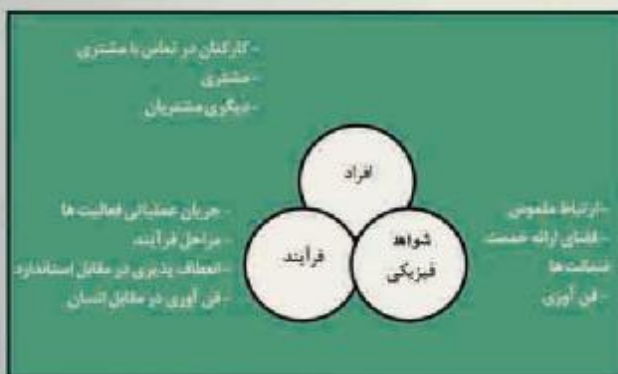 -کارکنان در تماس با مشتری
-مشتری
-دیگری مشتریان
افراد
-ارتباط ملموس
-فضای ارائه خدمت
ضمانت ها
-فن آوری
شواهد
فیزیکی
فرآیند
- جریان عملیاتی فعالیت ها
-مراحل فرآیند
-انعطاف پذیری در مقابل استاندارد
-فن آوری در مقابل انسان